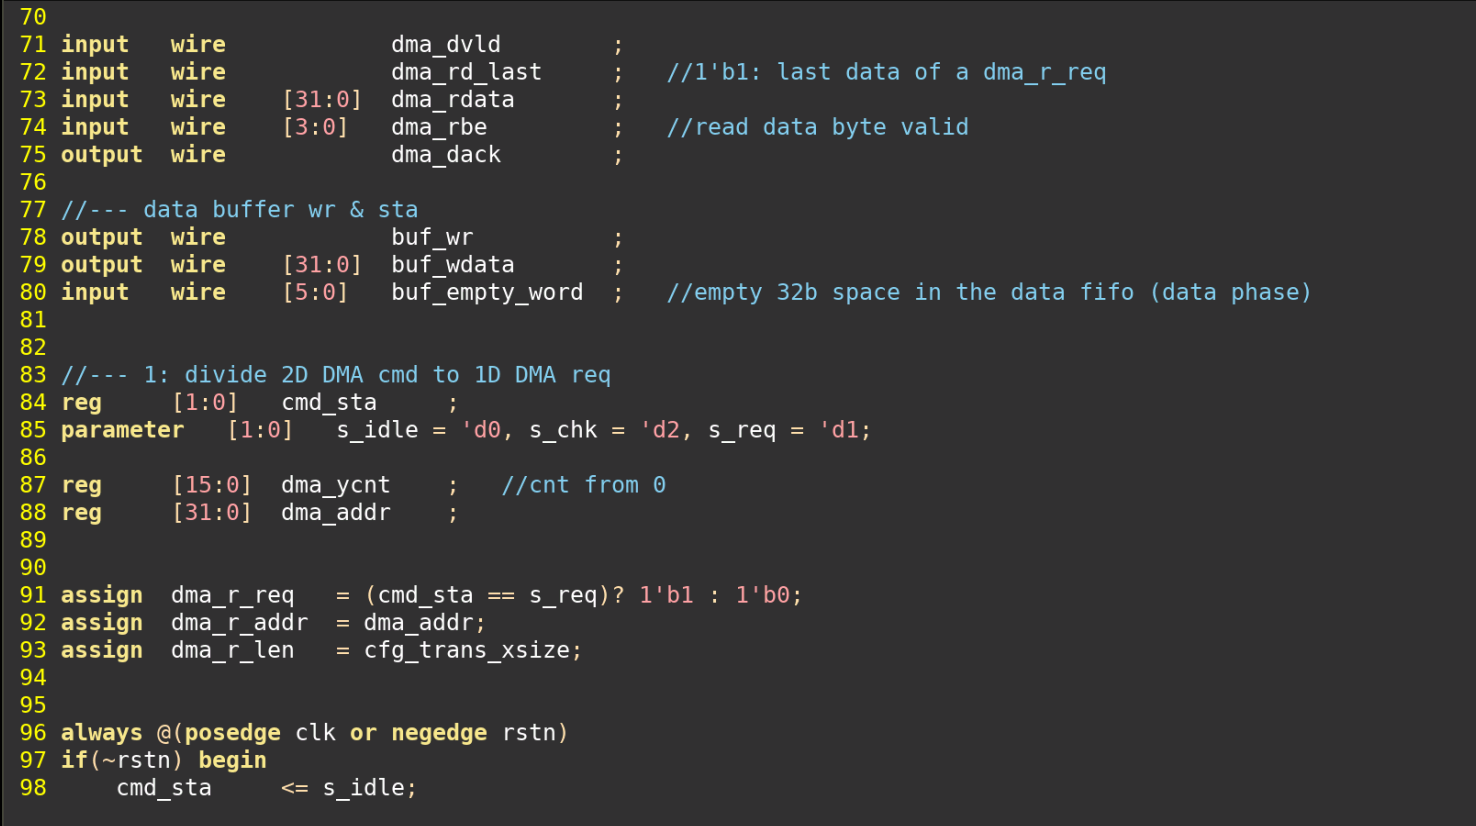 70
71 input   wire            dma_dvld        ;
72 input   wire            dma_rd_last     ;   //1'b1: last data of a dma_r_req
73 input   wire    [31:0]  dma_rdata       ;
74 input   wire    [3:0]   dma_rbe         ;   //read data byte valid
75 output  wire            dma_dack        ;
76
77 //--- data buffer wr & sta
78 output  wire            buf_wr          ;
79 output  wire    [31:0]  buf_wdata       ;
80 input   wire    [5:0]   buf_empty_word  ;   //empty 32b space in the data fifo (data phase)
81
82
83 //--- 1: divide 2D DMA cmd to 1D DMA req
84 reg     [1:0]   cmd_sta     ;
85 parameter   [1:0]   s_idle = 'd0, s_chk = 'd2, s_req = 'd1;
86
87 reg     [15:0]  dma_ycnt    ;   //cnt from 0
88 reg     [31:0]  dma_addr    ;
89
90
91 assign  dma_r_req   = (cmd_sta == s_req)? 1'b1 : 1'b0;
92 assign  dma_r_addr  = dma_addr;
93 assign  dma_r_len   = cfg_trans_xsize;
94
95
96 always @(posedge clk or negedge rstn)
97 if(~rstn) begin
98     cmd_sta     <= s_idle;